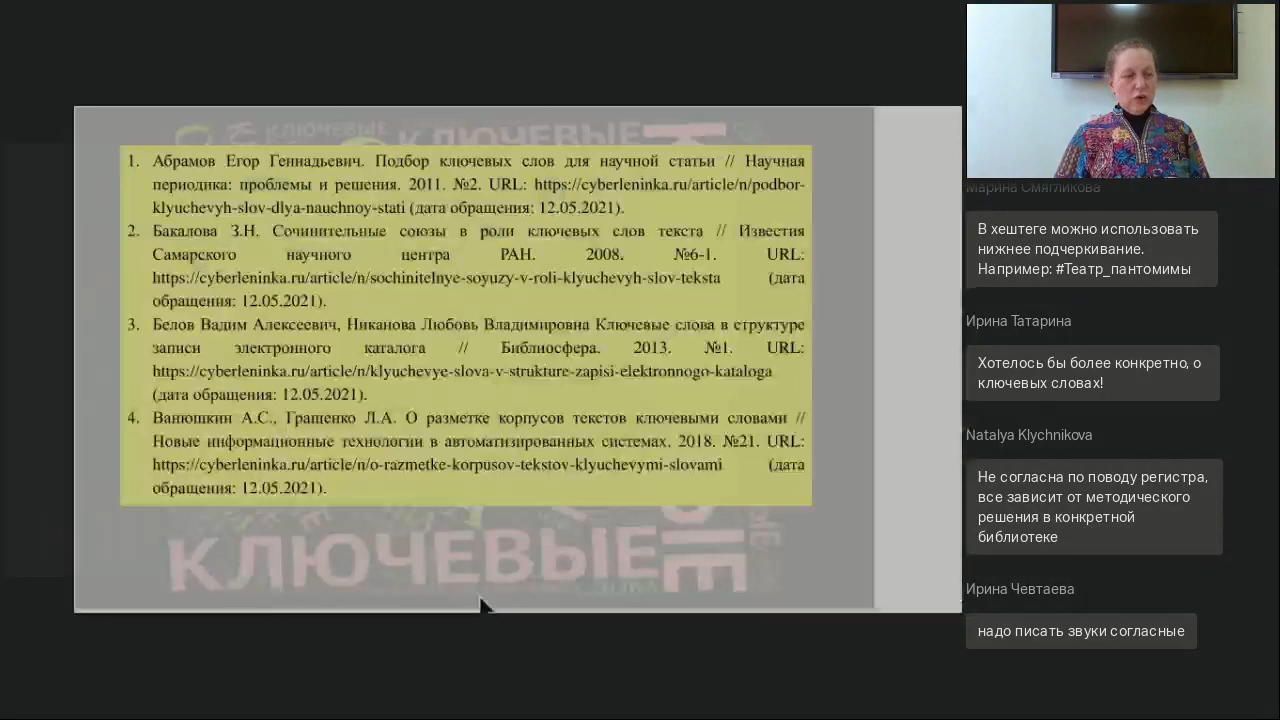 КЛЮЧЕВЫЕ
КЛЮЧЕВЫЕ
1. Абрамов Егор Геннадьевич. Подбор ключевых слов для научной статьи // Научная
периодика: проблемы и решения. 2011. №2. URL: https://cyberleninka.ru/article/n/podbor-
klyuchevyh-slov-dlya-nauchnoy-stati (дата обращения: 12.05.2021).
2. Бакалова З.Н. Сочинительные союзы в роли ключевых слов текста // Известия
Самарского научного центра РАН. 2008. №6-1. URL:
https://cyberleninka.ru/article/n/sochinitelnye-soyuzy-v-roli-klyuchevyh-slov-teksta (дата
обращения: 12.05.2021).
3. Белов Вадим Алексеевич, Никанова Любовь Владимировна Ключевые слова в структуре
записи электронного каталога // Библиосфера. 2013. №1. URL:
https://cyberleninka.ru/article/n/klyuchevye-slova-v-strukture-zapisi-elektronnogo-kataloga
(дата обращения: 12.05.2021).
4. Ванюшкин А.С., Гращенко Л.А. О разметке корпусов текстов ключевыми словами //
Новые информационные технологии в автоматизированных системах. 2018. №21. URL:
https://cyberleninka.ru/article/n/o-razmetke-korpusov-tekstov-klyuchevymi-slovami (дата
обращения: 12.05.2021).
КЛЮЧЕВЫЕ
Марина Смягликова
В хештеге можно использовать
нижнее подчеркивание.
Например: #Театр_пантомимы
Ирина Татарина
Хотелось бы более конкретно, о
ключевых словах!
Natalya Klychnikova
Не согласна по поводу регистра,
все зависит от методического
решения в конкретной
библиотеке
Ирина Чевтаева
надо писать звуки согласные